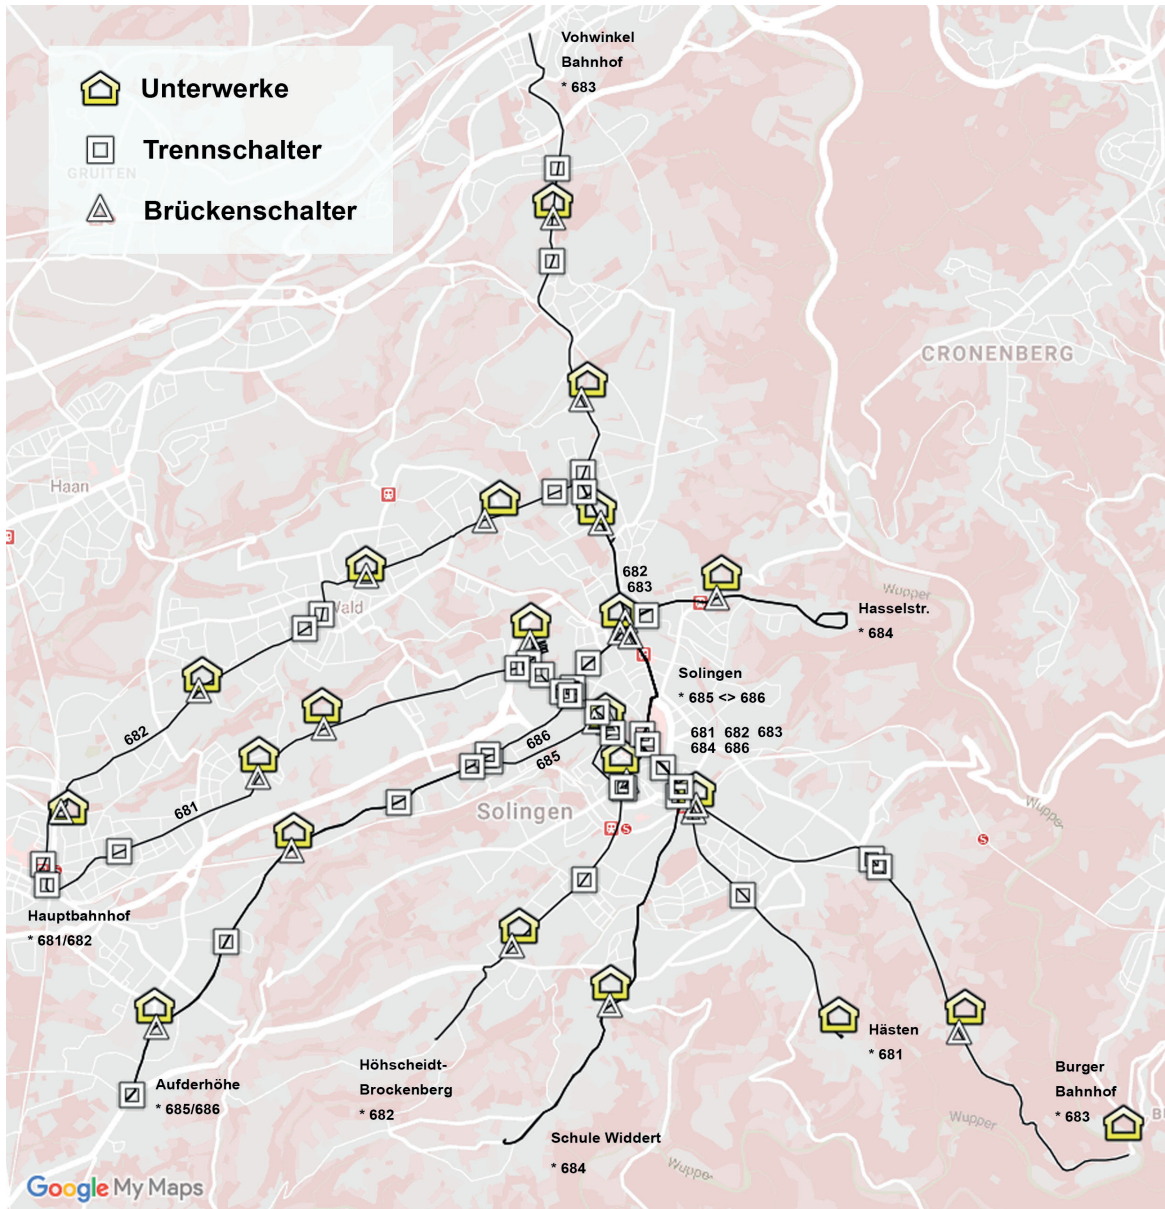 Vohwinkel
Bahnhof
* 683
Unterwerke
Trennschalter
GRUITEN
Brückenschalter
CRONENBERG
Haan
682
683
Wupper
Wald
Hasselstr.
* 684
Solingen
* 685 <> 686
682
686
681 682 683
684 686
685
681
Solingen
Wupper
S
S
Hauptbahnhof
* 681/682
Hästen
* 681
Höhscheidt-
Brockenberg
* 682
Aufderhöhe
* 685/686
Burger
Bahnhof
* 683
Wupper
Schule Widdert
* 684
Wupper
Google My Maps